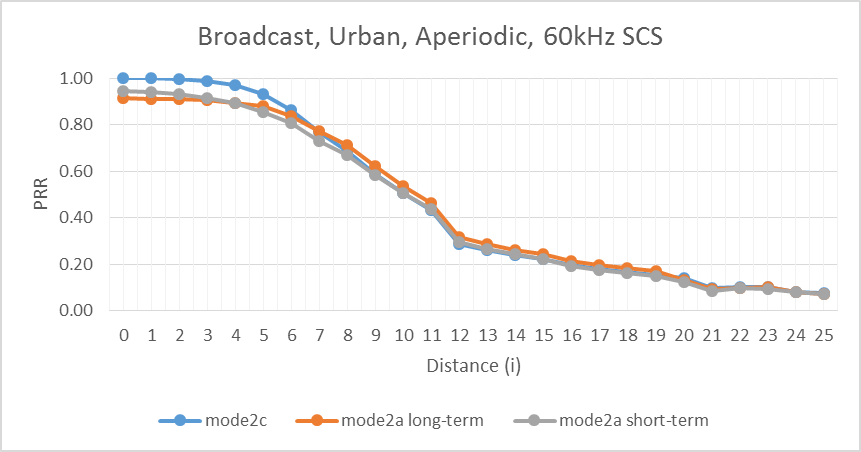 Broadcast, Urban, Aperiodic, 60kHz SCS
1.00
0.80
0.60
0.40
0.20
0.00
PRR
0 1 2 3 4 5 6 7 8 9 10 11 12 13 14 15 16 17 18 19 20 21 22 23 24 25
Distance (i)
mode2c mode2a long-term mode2a short-term